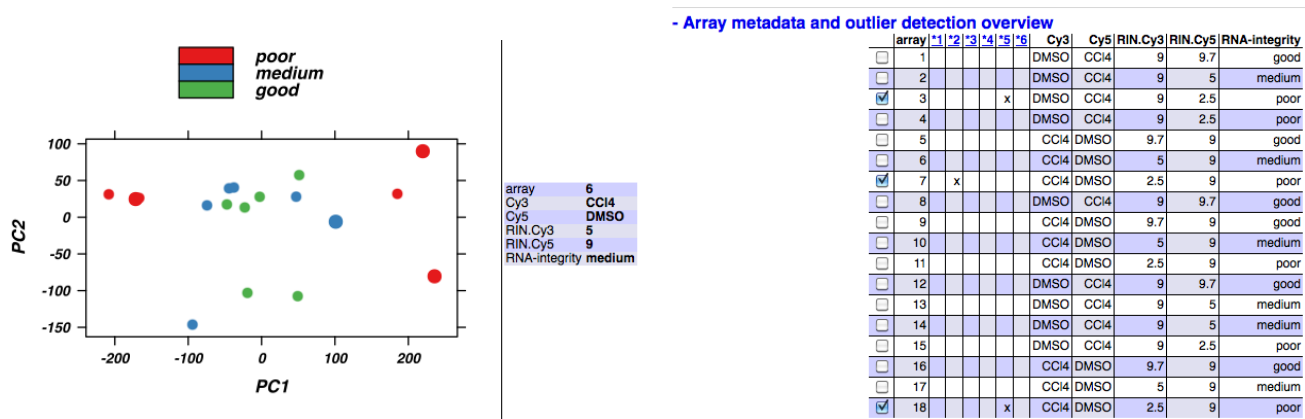 poor
medium
good
100
50
0
-50
-100
-150
PC2
-200 -100 0 100 200
PC1
array 6
Cy3 CCl4
Cy5 DMSO
RIN.Cy3 5
RIN.Cy5 9
RNA-integrity medium
- Array metadata and outlier detection overview
array *1 *2 *3 *4 *5 *6 Cy3 Cy5 RIN.Cy3 RIN.Cy5 RNA-integrity
1 DMSO CCl4 9 9.7 good
2 DMSO CCl4 9 5 medium
3 x DMSO CCl4 9 2.5 poor
4 DMSO CCl4 9 2.5 poor
5 CCl4 DMSO 9.7 9 good
6 CCl4 DMSO 5 9 medium
7 x CCl4 DMSO 2.5 9 poor
8 DMSO CCl4 9 9.7 good
9 CCl4 DMSO 9.7 9 good
10 CCl4 DMSO 5 9 medium
11 CCl4 DMSO 2.5 9 poor
12 DMSO CCl4 9 9.7 good
13 DMSO CCl4 9 5 medium
14 DMSO CCl4 9 5 medium
15 DMSO CCl4 9 2.5 poor
16 CCl4 DMSO 9.7 9 good
17 CCl4 DMSO 5 9 medium
18 x CCl4 DMSO 2.5 9 poor